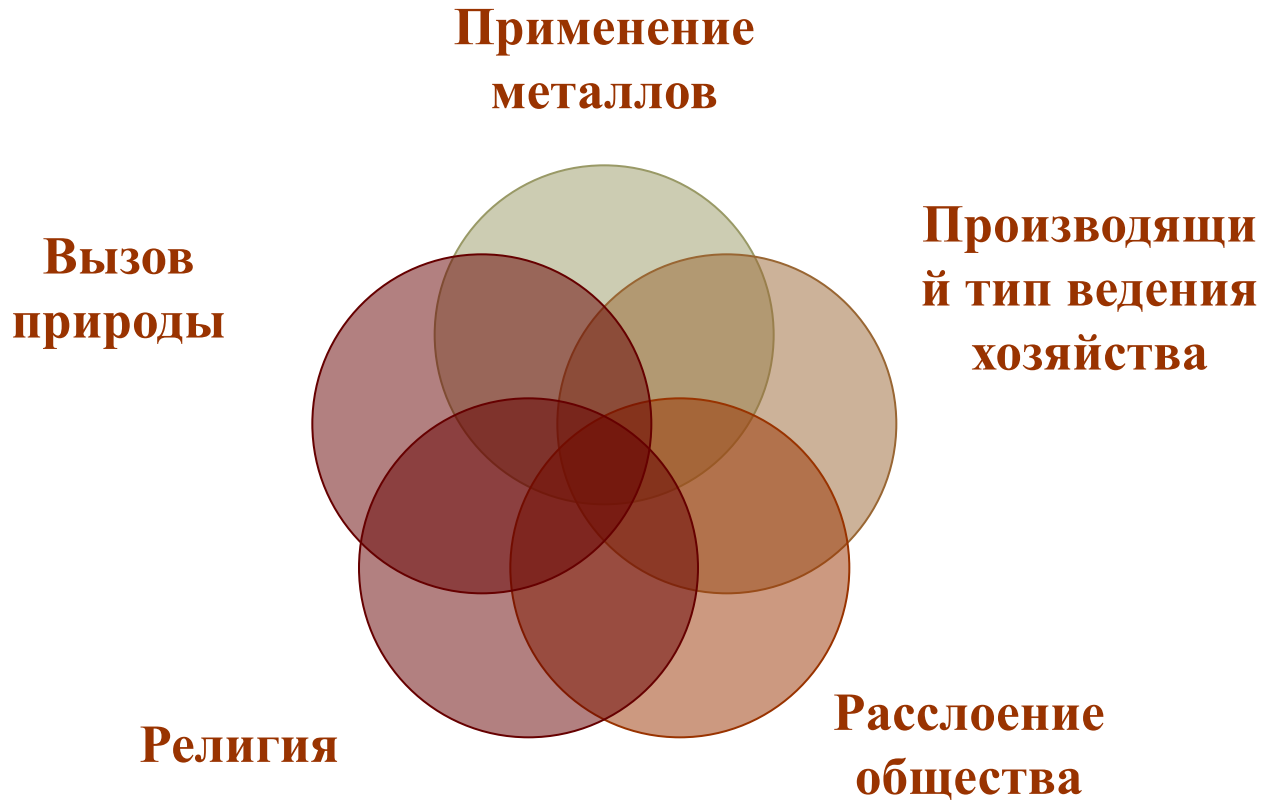 Применение
металлов
Вызов
природы
Производящи
й тип ведения
хозяйства
Религия
Расслоение
общества